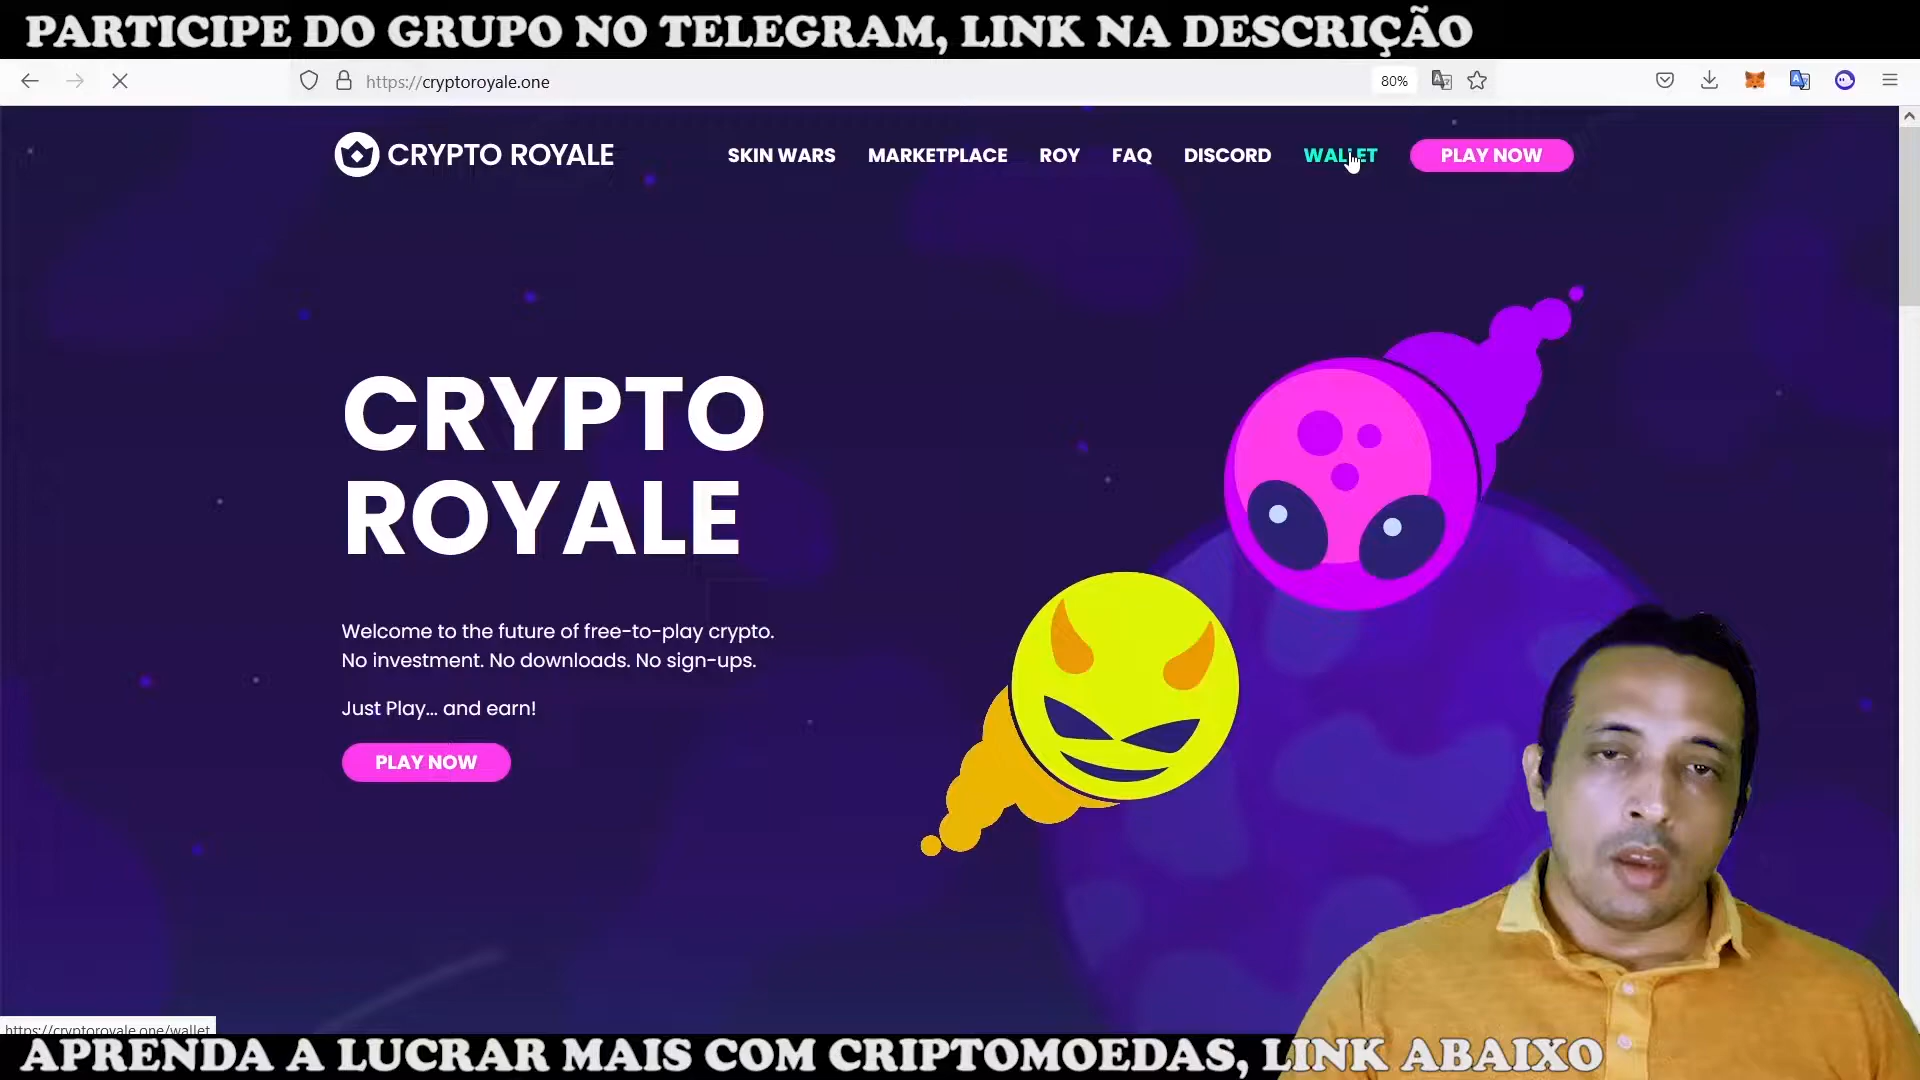 PARTICIPE DO GRUPO NO TELEGRAM, LINK NA DESCRIÇÃO
https://cryptoroyale.one
80%
CRYPTO ROYALE
SKIN WARS
MARKETPLACE
ROY
FAQ
DISCORD
WALLET
PLAY NOW
CRYPTO
ROYALE
Welcome to the future of free-to-play crypto.
No investment. No downloads. No sign-ups.
Just Play... and earn!
PLAY NOW
https://cryptoroyale.one/wallet
APRENDA A LUCRAR MAIS COM CRIPTOMOEDAS, LINK ABAIXO